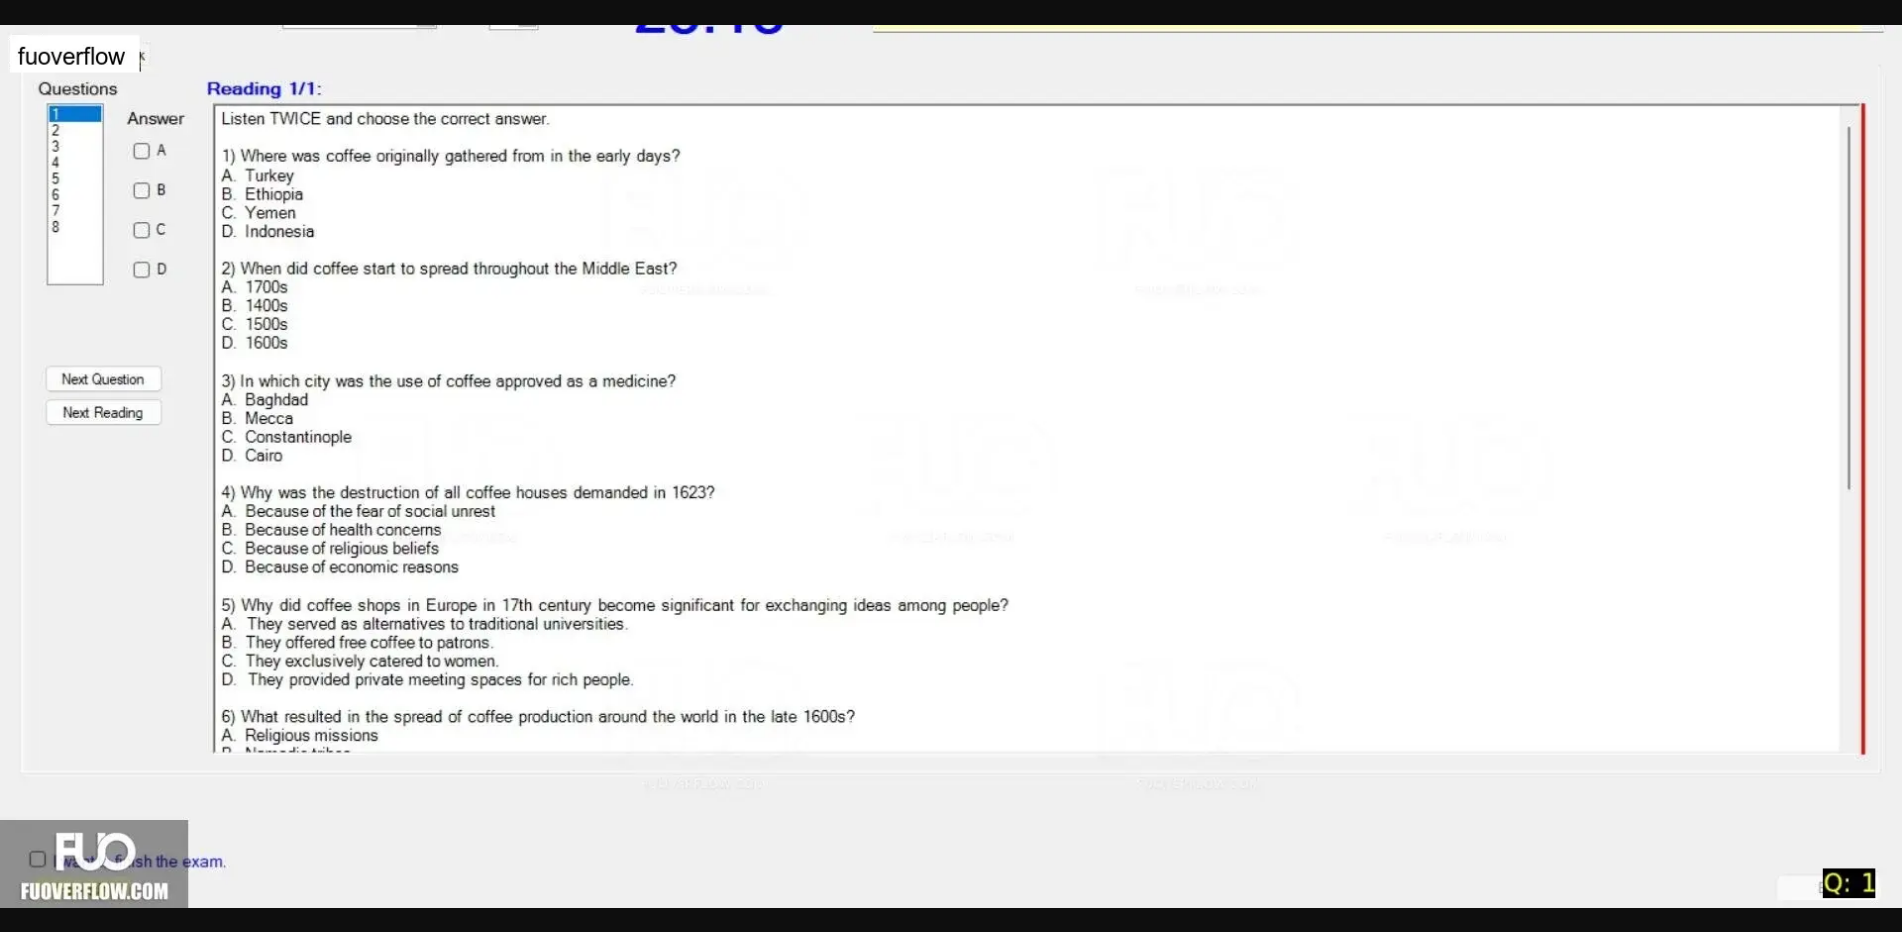 fuoverflow
Questions
Reading 1/1:
1
2
3
4
5
6
7
8
Answer
A
B
C
D
Next Question
Next Reading
Listen TWICE and choose the correct answer.
1) Where was coffee originally gathered from in the early days?
A. Turkey
B. Ethiopia
C. Yemen
D. Indonesia
2) When did coffee start to spread throughout the Middle East?
A. 1700s
B. 1400s
C. 1500s
D. 1600s
3) In which city was the use of coffee approved as a medicine?
A. Baghdad
B. Mecca
C. Constantinople
D. Cairo
4) Why was the destruction of all coffee houses demanded in 1623?
A. Because of the fear of social unrest
B. Because of health concerns
C. Because of religious beliefs
D. Because of economic reasons
5) Why did coffee shops in Europe in 17th century become significant for exchanging ideas among people?
A. They served as alternatives to traditional universities.
B. They offered free coffee to patrons.
C. They exclusively catered to women.
D. They provided private meeting spaces for rich people.
6) What resulted in the spread of coffee production around the world in the late 1600s?
A. Religious missions
the exam.
FUO
FUOVERFLOW.COM
Q: 1